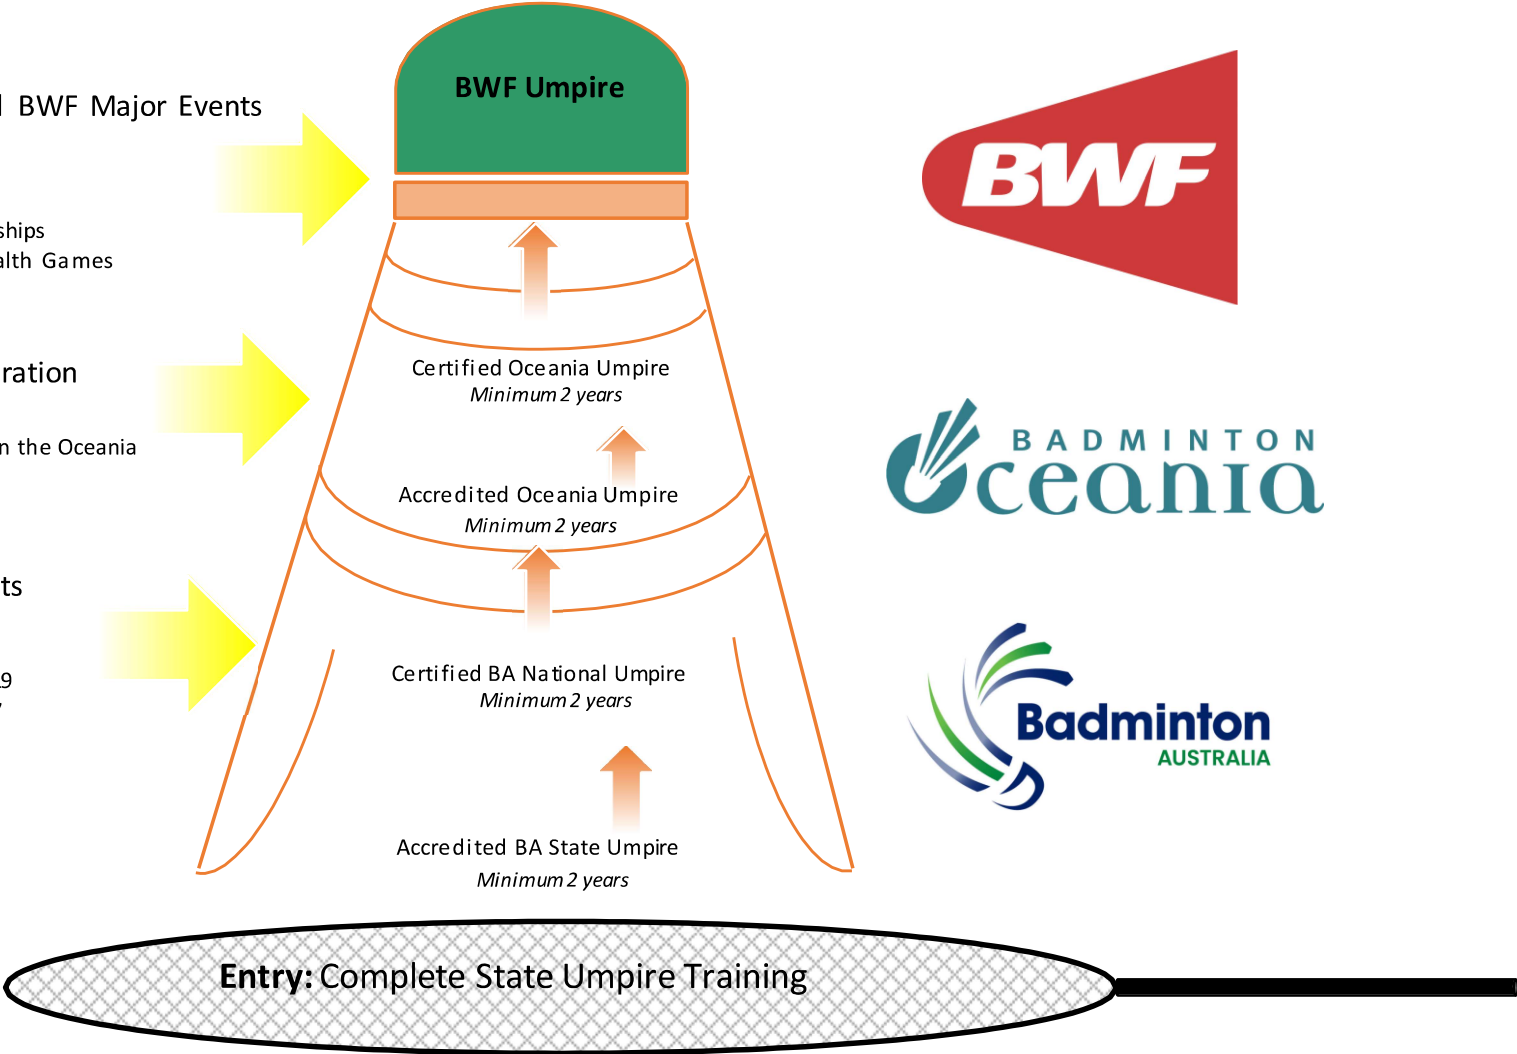 BWF Umpire
BWF Major Events
BWF
ships
alth Games
Certified Oceania Umpire
Minimum 2 years
ration
n the Oceania
BADMINTON
Oceania
Accredited Oceania Umpire
Minimum 2 years
ts
Certified BA National Umpire
Minimum 2 years
9
Badminton
AUSTRALIA
Accredited BA State Umpire
Minimum 2 years
Entry: Complete State Umpire Training